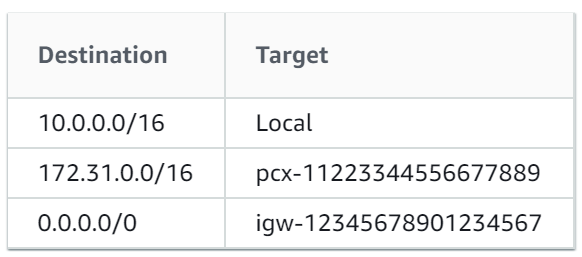 Destination Target
10.0.0.0/16 Local
172.31.0.0/16 pcx-11223344556677889
0.0.0.0/0 igw-12345678901234567